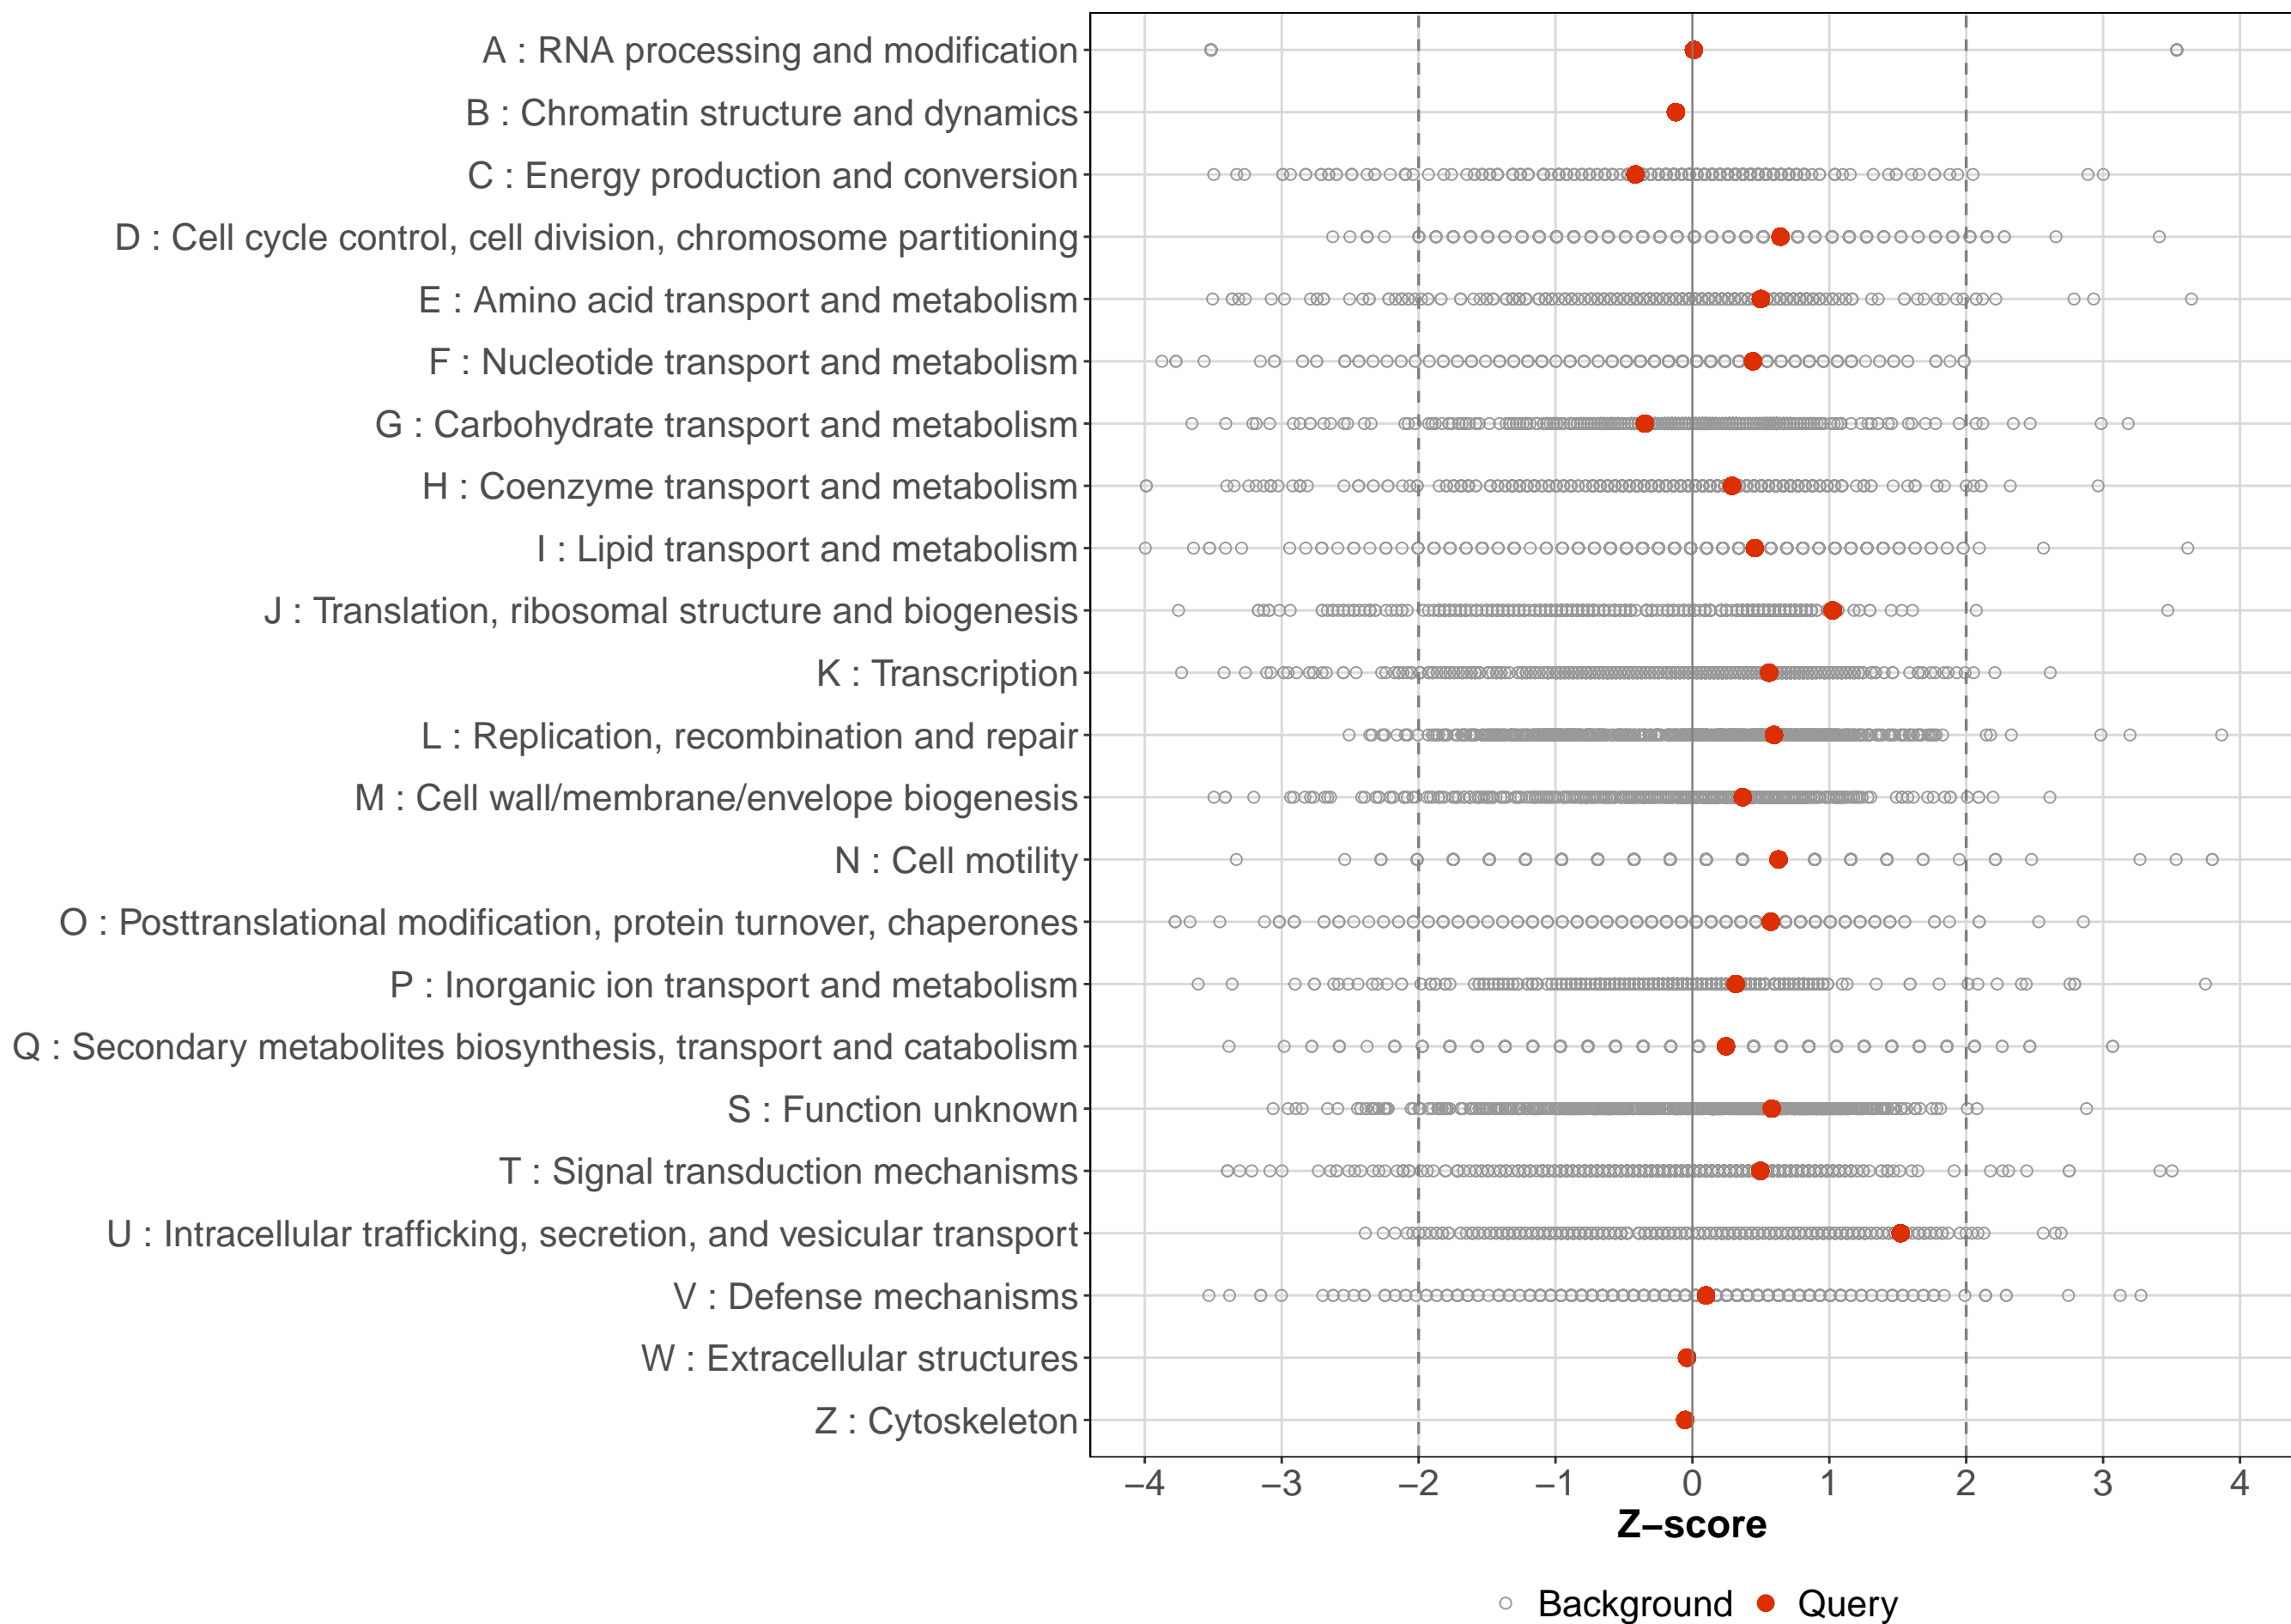 A : RNA processing and modification
B : Chromatin structure and dynamics
C : Energy production and conversion
D : Cell cycle control, cell division, chromosome partitioning
E : Amino acid transport and metabolism
F : Nucleotide transport and metabolism
G : Carbohydrate transport and metabolism
H : Coenzyme transport and metabolism
I : Lipid transport and metabolism
J : Translation, ribosomal structure and biogenesis
K : Transcription
L : Replication, recombination and repair
M : Cell wall/membrane/envelope biogenesis
N : Cell motility
O : Posttranslational modification, protein turnover, chaperones
P : Inorganic ion transport and metabolism
Q : Secondary metabolites biosynthesis, transport and catabolism
S : Function unknown
T : Signal transduction mechanisms
U : Intracellular trafficking, secretion, and vesicular transport
V : Defense mechanisms
W : Extracellular structures
Z : Cytoskeleton
−4 −3 −2 −1 0 1 2 3 4
Z−score
Background Query